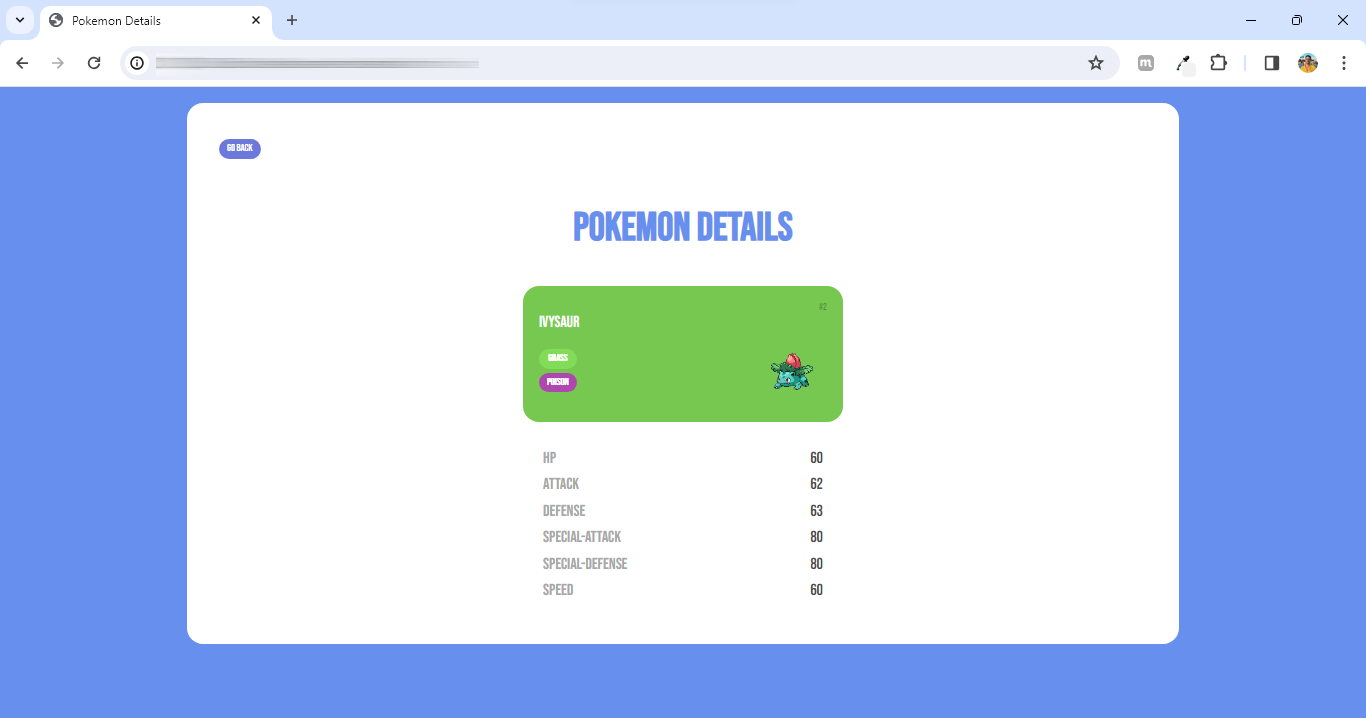 Pokemon Details
GO BACK
POKEMON DETAILS
#2
IVYSAUR
GRASS
POISON
HP 60
ATTACK 62
DEFENSE 63
SPECIAL-ATTACK 80
SPECIAL-DEFENSE 80
SPEED 60